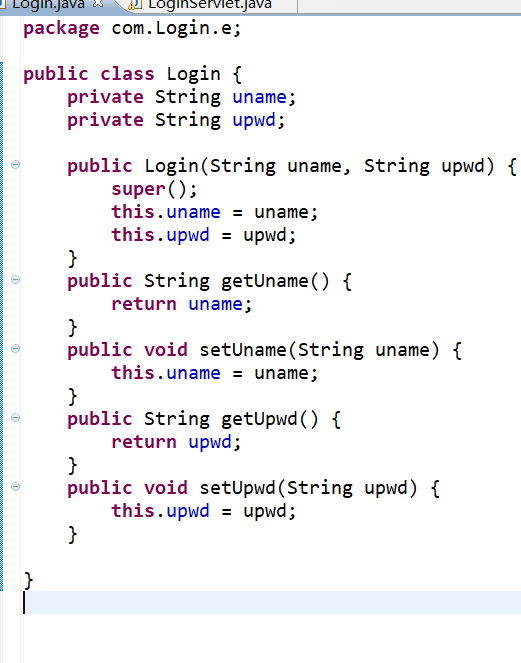 Login.java LoginServlet.java
package com.Login.e;
public class Login {
private String uname;
private String upwd;
public Login(String uname, String upwd) {
super();
this.uname = uname;
this.upwd = upwd;
}
public String getUname() {
return uname;
}
public void setUname(String uname) {
this.uname = uname;
}
public String getUpwd() {
return upwd;
}
public void setUpwd(String upwd) {
this.upwd = upwd;
}
}